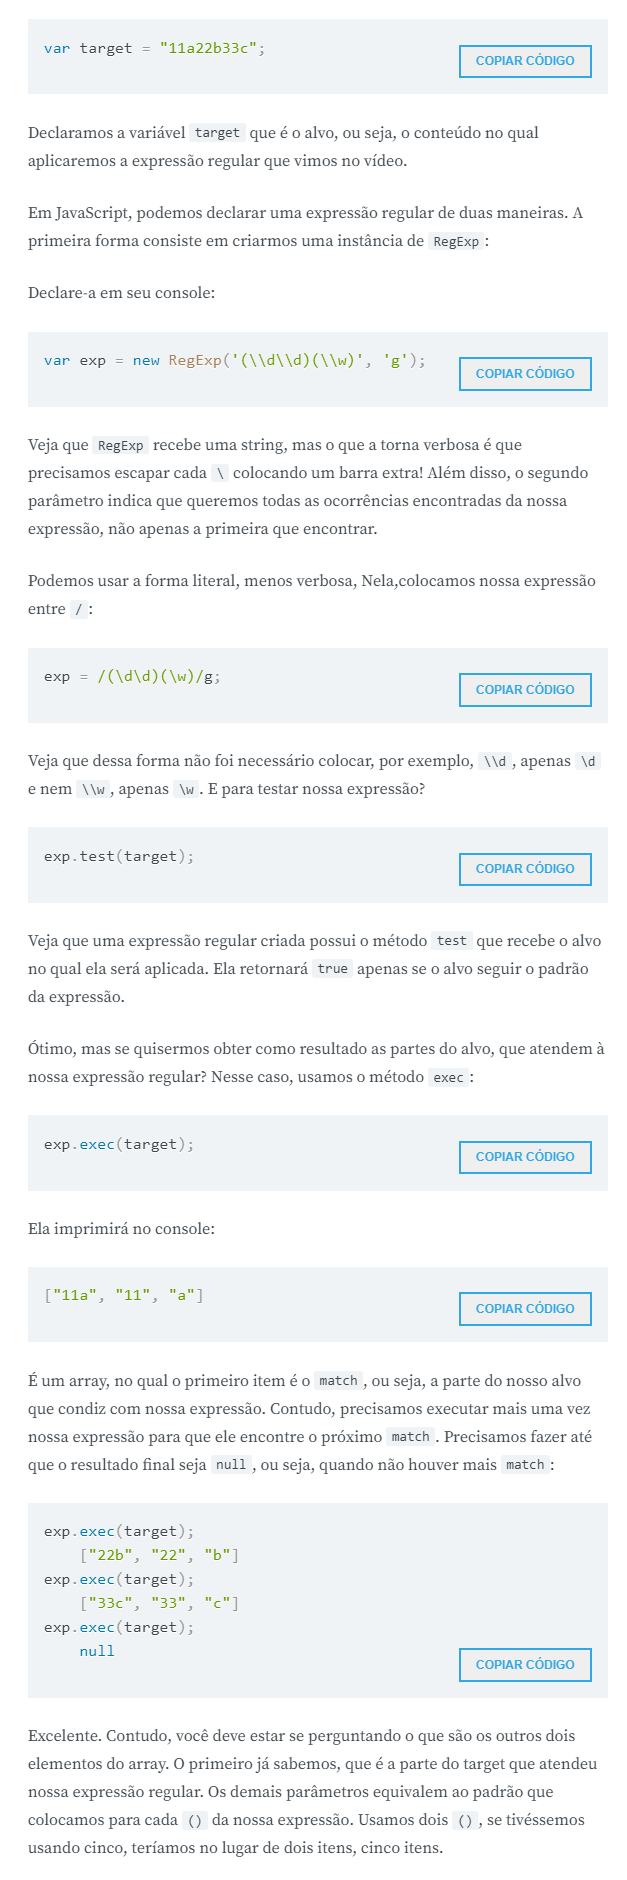 var target = "11a22b33c";
COPIAR CÓDIGO
Declaramos a variável target que é o alvo, ou seja, o conteúdo no qual
aplicaremos a expressão regular que vimos no vídeo.
Em JavaScript, podemos declarar uma expressão regular de duas maneiras. A
primeira forma consiste em criarmos uma instância de RegExp:
Declare-a em seu console:
var exp = new RegExp('(\\d\\d)(\\w)', 'g');
COPIAR CÓDIGO
Veja que RegExp recebe uma string, mas o que a torna verbosa é que
precisamos escapar cada \ colocando um barra extra! Além disso, o segundo
parâmetro indica que queremos todas as ocorrências encontradas da nossa
expressão, não apenas a primeira que encontrar.
Podemos usar a forma literal, menos verbosa, Nela,colocamos nossa expressão
entre /:
exp = /(\d\d)(\w)/g;
COPIAR CÓDIGO
Veja que dessa forma não foi necessário colocar, por exemplo, \\d, apenas \d
e nem \\w, apenas \w. E para testar nossa expressão?
exp.test(target);
COPIAR CÓDIGO
Veja que uma expressão regular criada possui o método test que recebe o alvo
no qual ela será aplicada. Ela retornará true apenas se o alvo seguir o padrão
da expressão.
Ótimo, mas se quisermos obter como resultado as partes do alvo, que atendem à
nossa expressão regular? Nesse caso, usamos o método exec:
exp.exec(target);
COPIAR CÓDIGO
Ela imprimirá no console:
["11a", "11", "a"]
COPIAR CÓDIGO
É um array, no qual o primeiro item é o match, ou seja, a parte do nosso alvo
que condiz com nossa expressão. Contudo, precisamos executar mais uma vez
nossa expressão para que ele encontre o próximo match. Precisamos fazer até
que o resultado final seja null, ou seja, quando não houver mais match:
exp.exec(target);
["22b", "22", "b"]
exp.exec(target);
["33c", "33", "c"]
exp.exec(target);
null
COPIAR CÓDIGO
Excelente. Contudo, você deve estar se perguntando o que são os outros dois
elementos do array. O primeiro já sabemos, que é a parte do target que atendeu
nossa expressão regular. Os demais parâmetros equivalem ao padrão que
colocamos para cada () da nossa expressão. Usamos dois (), se tivéssemos
usando cinco, teríamos no lugar de dois itens, cinco itens.